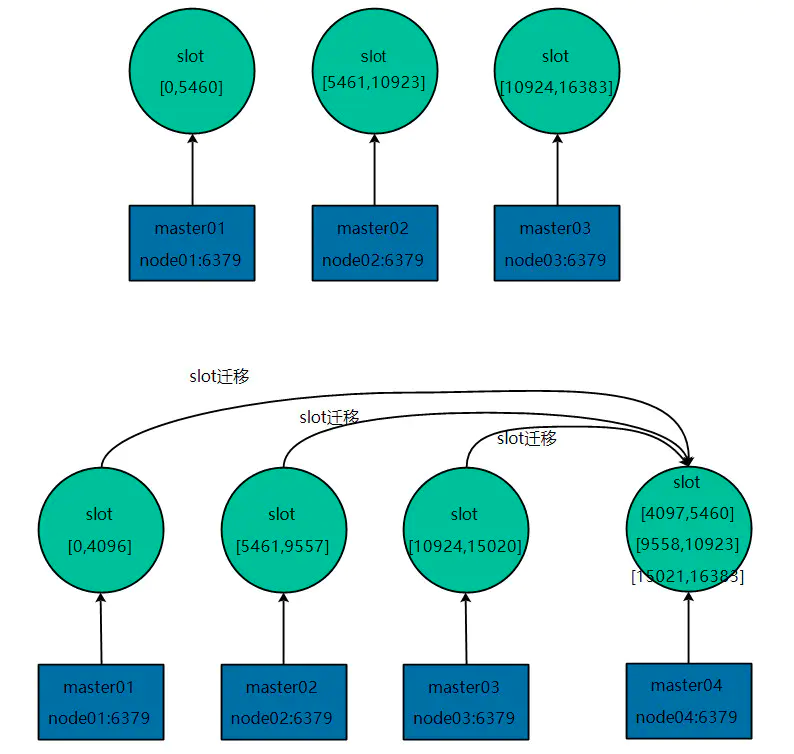 slot
[0,5460]
slot
[5461,10923]
slot
[10924,16383]
master01
node01:6379
master02
node02:6379
master03
node03:6379
slot迁移
slot迁移
slot迁移
slot
[0,4096]
slot
[5461,9557]
slot
[10924,15020]
slot
[4097,5460]
[9558,10923]
[15021,16383]
master01
node01:6379
master02
node02:6379
master03
node03:6379
master04
node04:6379